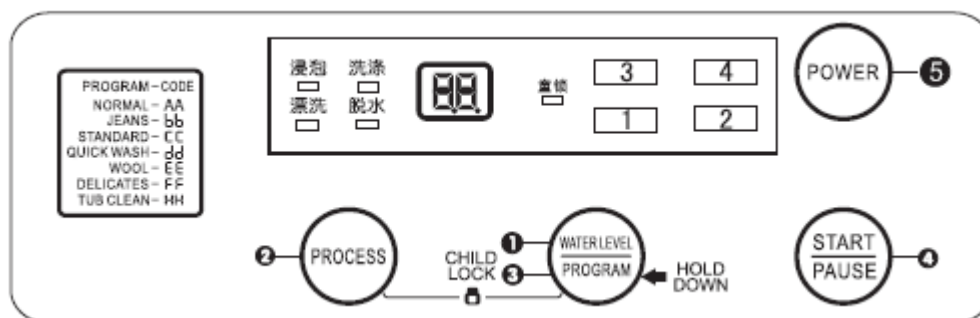 PROGRAM-CODE
NORMAL- AA
JEANS- bb
STANDARD- CC
QUICK WASH- dd
WOOL- EE
DELICATES- FF
TUB CLEAN- HH
浸泡 洗涤
漂洗 脱水
88
童锁
3 4
1 2
POWER
5
2
PROCESS
CHILD
LOCK
1
3
WATER LEVEL
PROGRAM
HOLD
DOWN
START
PAUSE
4